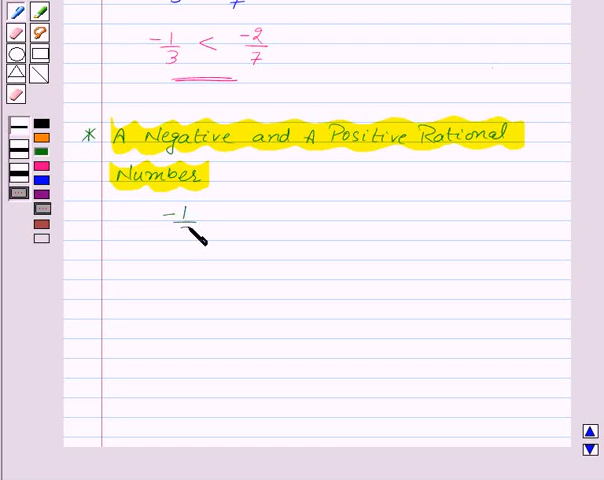 -1/3 < -2/7
* A Negative and A Positive Rational
Number
-1